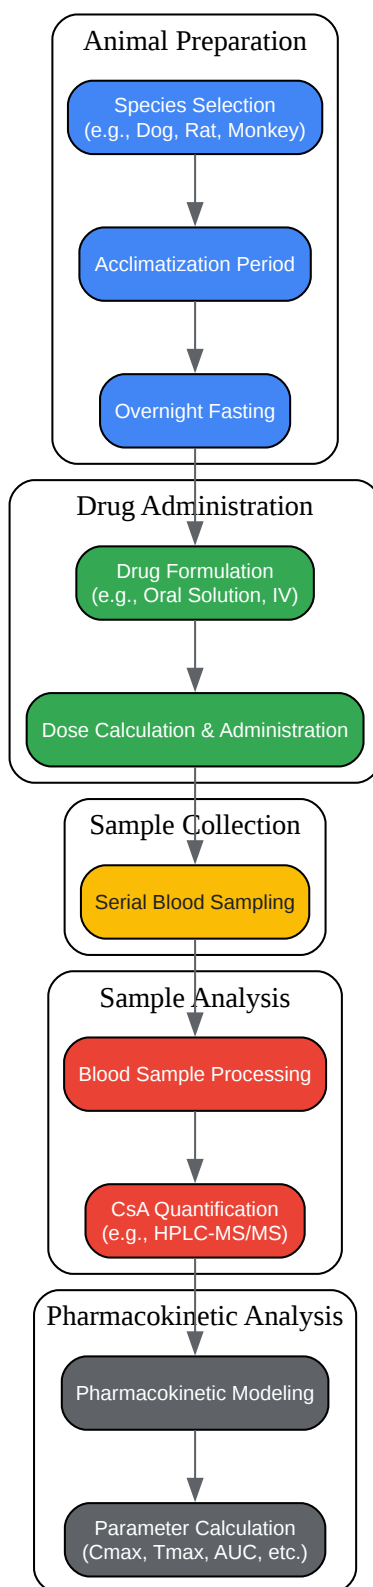 Animal Preparation
Species Selection
(e.g., Dog, Rat, Monkey)
Acclimatization Period
Overnight Fasting
Drug Administration
Drug Formulation
(e.g., Oral Solution, IV)
Dose Calculation & Administration
Sample Collection
Serial Blood Sampling
Sample Analysis
Blood Sample Processing
CsA Quantification
(e.g., HPLC-MS/MS)
Pharmacokinetic Analysis
Pharmacokinetic Modeling
Parameter Calculation
(Cmax, Tmax, AUC, etc.)